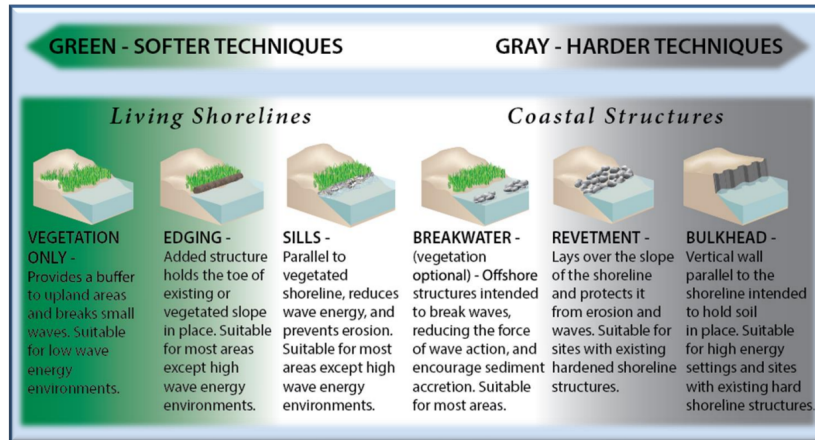 GREEN - SOFTER TECHNIQUES
GRAY - HARDER TECHNIQUES
Living Shorelines
Coastal Structures
VEGETATION
ONLY -
Provides a buffer
to upland areas
and breaks small
waves. Suitable
for low wave
energy
environments.
EDGING -
Added structure
holds the toe of
existing or
vegetated slope
in place. Suitable
for most areas
except high
wave energy
environments.
SILLS -
Parallel to
vegetated
shoreline, reduces
wave energy, and
prevents erosion.
Suitable for most
areas except high
wave energy
environments.
BREAKWATER -
(vegetation
optional) - Offshore
structures intended
to break waves,
reducing the force
of wave action, and
encourage sediment
accretion. Suitable
for most areas.
REVETMENT -
Lays over the slope
of the shoreline
and protects it
from erosion and
waves. Suitable for
sites with existing
hardened shoreline
structures.
BULKHEAD -
Vertical wall
parallel to the
shoreline intended
to hold soil
in place. Suitable
for high energy
settings and sites
with existing hard
shoreline structures.